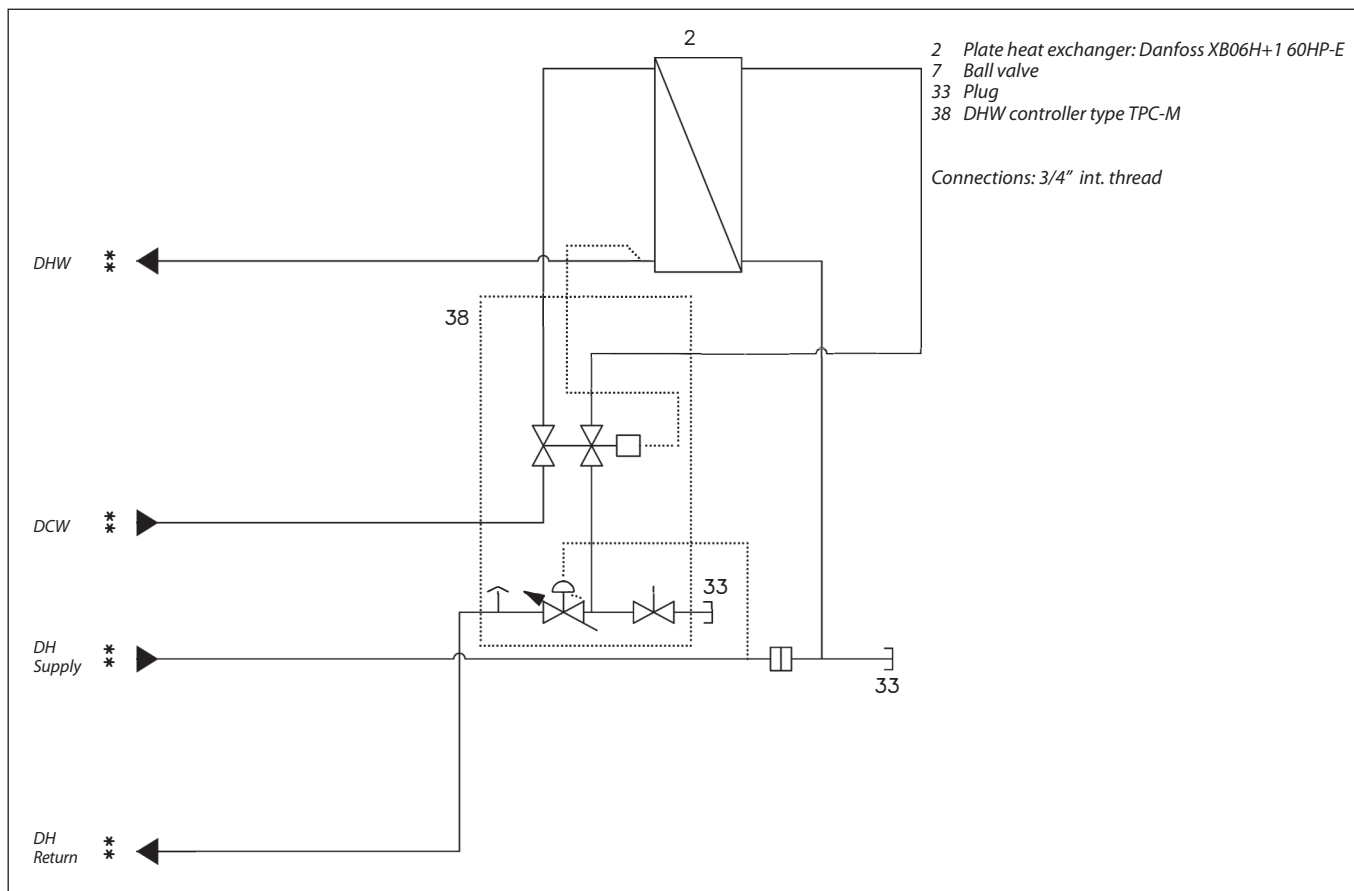 2
2 Plate heat exchanger: Danfoss XB06H+1 60HP-E
7 Ball valve
33 Plug
38 DHW controller type TPC-M
Connections: 3/4" int. thread
DHW **
38
DCW **
33
DH
Supply **
33
DH
Return **